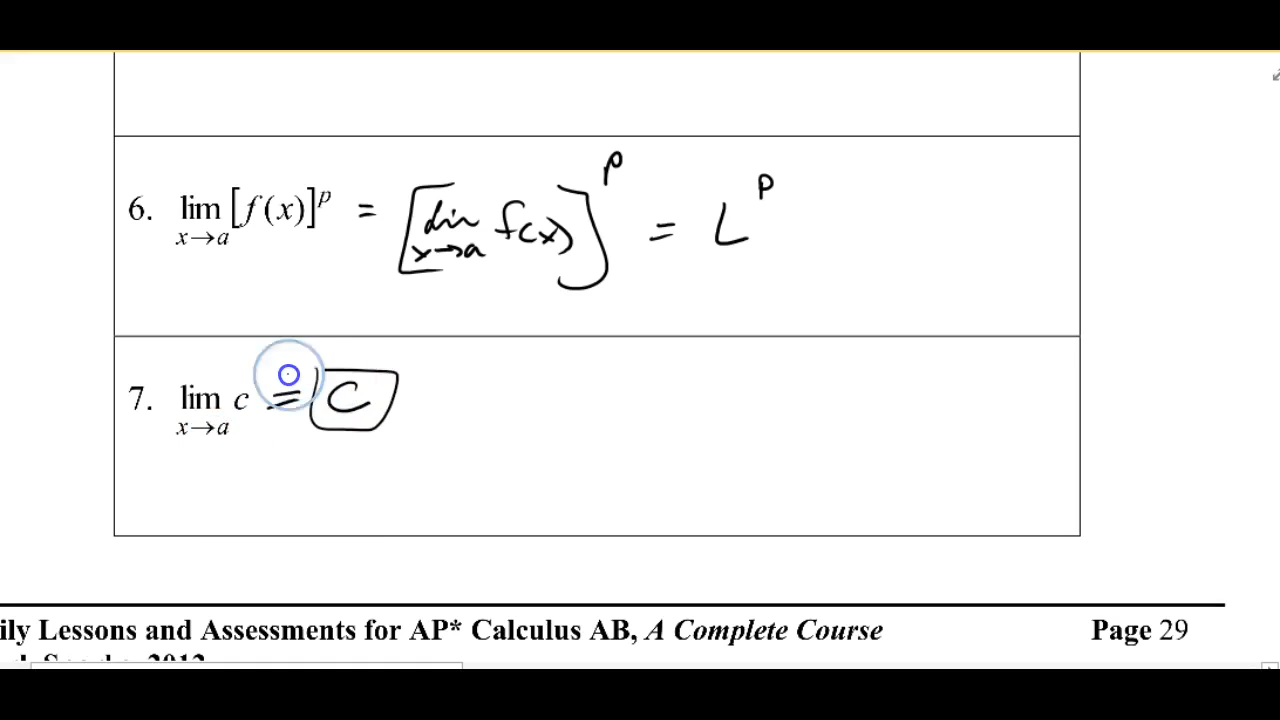 6. lim x→a [f(x)]^p = [lim x→a f(x)]^p = L^p
7. lim x→a c = C
ily Lessons and Assessments for AP* Calculus AB, A Complete Course Page 29